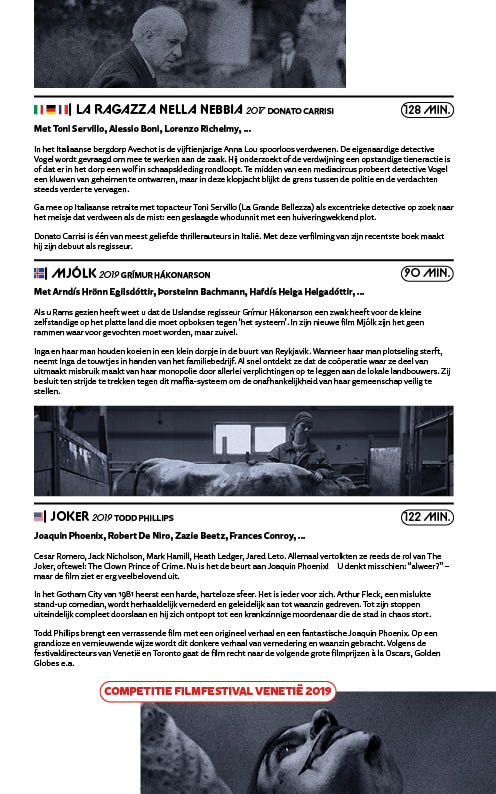 LA RAGAZZA NELLA NEBBIA 2017 DONATO CARRISI 128 MIN.
Met Toni Servillo, Alessio Boni, Lorenzo Richelmy, ...
In het Italiaanse bergdorp Avechot is de vijftienjarige Anna Lou spoorloos verdwenen. De eigenaardige detective
Vogel wordt gevraagd om mee te werken aan de zaak. Hij onderzoekt of de verdwijning een opstandige tieneractie is
of dat er in het dorp een wolf in schaapskleding rondloopt. Te midden van een mediacircus probeert detective Vogel
een kluwen van geheimen te ontwarren, maar in deze klopjacht blijkt de grens tussen de politie en de verdachten
steeds verder te vervagen.
Ga mee op Italiaanse retraite met topacteur Toni Servillo (La Grande Bellezza) als excentrieke detective op zoek naar
het meisje dat verdween als de mist: een geslaagde whodunnit met een huiveringwekkend plot.
Donato Carrisi is één van meest geliefde thrillerauteurs in Italië. Met deze verfilming van zijn recentste boek maakt
hij zijn debuut als regisseur.
MJÓLK 2019 GRÍMUR HÁKONARSON 90 MIN.
Met Arndís Hrönn Egilsdóttir, Þorsteinn Bachmann, Hafdís Helga Helgadóttir, ...
Als u Rams gezien heeft weet u dat de IJslandse regisseur Grímur Hákonarson een zwak heeft voor de kleine
zelfstandige op het platte land die moet opboksen tegen 'het systeem'. In zijn nieuwe film Mjólk zijn het geen
rammen waar voor gevochten moet worden, maar zuivel.
Inga en haar man houden koeien in een klein dorpje in de buurt van Reykjavik. Wanneer haar man plotseling sterft,
neemt Inga de touwtjes in handen van het familiebedrijf. Al snel ontdekt ze dat de coöperatie waar ze deel van
uitmaakt misbruik maakt van haar monopolie door allerlei verplichtingen op te leggen aan de lokale landbouwers. Zij
besluit ten strijde te trekken tegen dit maffia-systeem om de onafhankelijkheid van haar gemeenschap veilig te
stellen.
JOKER 2019 TODD PHILLIPS 122 MIN.
Joaquin Phoenix, Robert De Niro, Zazie Beetz, Frances Conroy, ...
Cesar Romero, Jack Nicholson, Mark Hamill, Heath Ledger, Jared Leto. Allemaal vertolkten ze reeds de rol van The
Joker, oftewel: The Clown Prince of Crime. Nu is het de beurt aan Joaquin Phoenix! U denkt misschien: "alweer?" –
maar de film ziet er erg veelbelovend uit.
In het Gotham City van 1981 heerst een harde, harteloze sfeer. Het is ieder voor zich. Arthur Fleck, een mislukte
stand-up comedian, wordt herhaaldelijk vernederd en geleidelijk aan tot waanzin gedreven. Tot zijn stoppen
uiteindelijk compleet doorslaan en hij zich ontpopt tot een krankzinnige moordenaar die de stad in chaos stort.
Todd Phillips brengt een verrassende film met een origineel verhaal en een fantastische Joaquin Phoenix. Op een
grandioze en vernieuwende wijze wordt dit donkere verhaal van vernedering en waanzin gebracht. Volgens de
festivaldirecteurs van Venetië en Toronto gaat de film recht naar de volgende grote filmprijzen à la Oscars, Golden
Globes e.a.
COMPETITIE FILMFESTIVAL VENETIË 2019